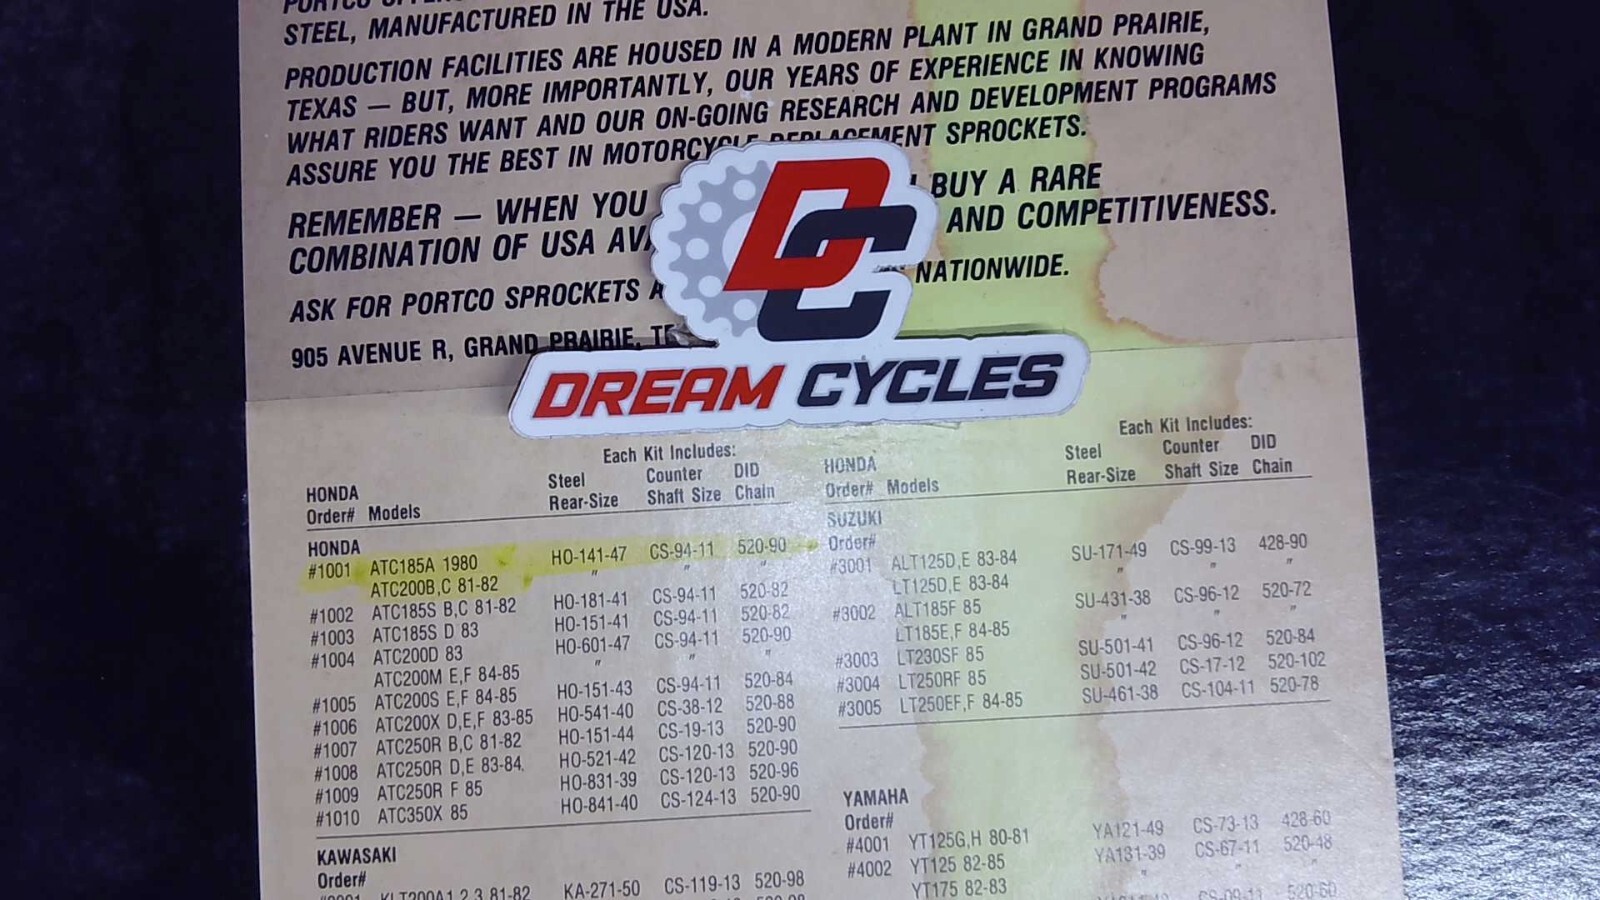 STEEL, MANUFACTURED IN THE USA.
PRODUCTION FACILITIES ARE HOUSED IN A MODERN PLANT IN GRAND PRAIRIE,
TEXAS — BUT, MORE IMPORTANTLY, OUR YEARS OF EXPERIENCE IN KNOWING
WHAT RIDERS WANT AND OUR ON-GOING RESEARCH AND DEVELOPMENT PROGRAMS
ASSURE YOU THE BEST IN MOTORCYCLE REPLACEMENT SPROCKETS.
REMEMBER — WHEN YOU BUY A RARE
COMBINATION OF USA AND COMPETITIVENESS.
ASK FOR PORTCO SPROCKETS NATIONWIDE.
905 AVENUE R, GRAND PRAIRIE,
DC
DREAM CYCLES
Each Kit Includes:
HONDA Steel Counter DID
Order# Models Rear-Size Shaft Size Chain
HONDA
#1001 ATC185A 1980 HO-141-47 CS-94-11 520-90
ATC200B,C 81-82 " " "
#1002 ATC185S B,C 81-82 HO-181-41 CS-94-11 520-82
#1003 ATC185S D 83 HO-151-41 CS-94-11 520-82
#1004 ATC200D 83 HO-601-47 CS-94-11 520-90
ATC200M E,F 84-85 " " "
#1005 ATC200S E,F 84-85 HO-151-43 CS-94-11 520-84
#1006 ATC200X D,E,F 83-85 HO-541-40 CS-38-12 520-88
#1007 ATC250R B,C 81-82 HO-151-44 CS-19-13 520-90
#1008 ATC250R D,E 83-84. HO-521-42 CS-120-13 520-90
#1009 ATC250R F 85 HO-831-39 CS-120-13 520-96
#1010 ATC350X 85 HO-841-40 CS-124-13 520-90
KAWASAKI
Order#
KLT200A1,2,3 81-82 KA-271-50 CS-119-13 520-98
Each Kit Includes:
HONDA Steel Counter DID
Order# Models Rear-Size Shaft Size Chain
SUZUKI
Order#
#3001 ALT125D,E 83-84 SU-171-49 CS-99-13 428-90
LT125D,E 83-84 " " "
#3002 ALT185F 85 SU-431-38 CS-96-12 520-72
LT185E,F 84-85 " " "
#3003 LT230SF 85 SU-501-41 CS-96-12 520-84
#3004 LT250RF 85 SU-501-42 CS-17-12 520-102
#3005 LT250EF,F 84-85 SU-461-38 CS-104-11 520-78
YAMAHA
Order#
#4001 YT125G,H 80-81 YA121-49 CS-73-13 428-60
#4002 YT125 82-85 YA131-39 CS-67-11 520-48
YT175 82-83 " " "